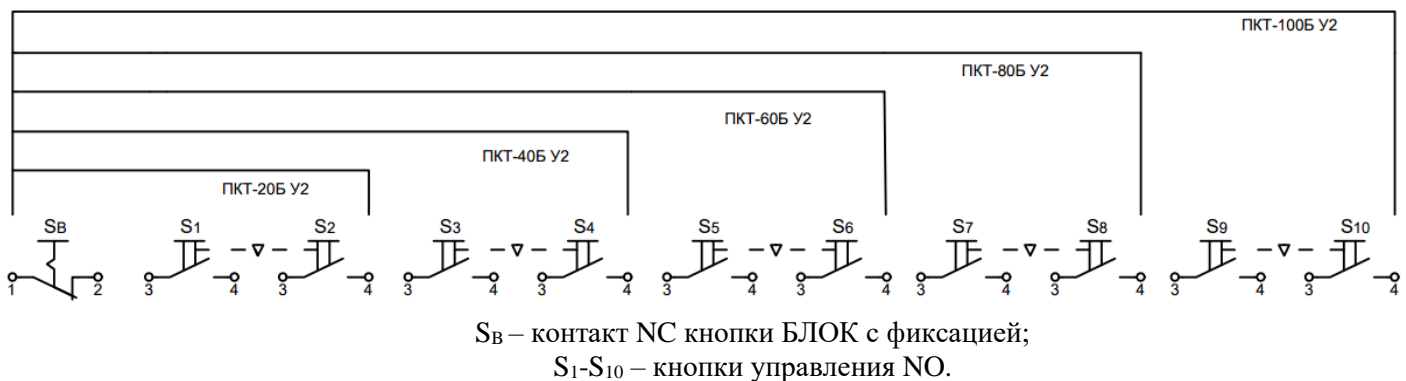 ПКТ-100Б У2
ПКТ-80Б У2
ПКТ-60Б У2
ПКТ-40Б У2
ПКТ-20Б У2
SB S1 S2 S3 S4 S5 S6 S7 S8 S9 S10
1 2 3 4 3 4 3 4 3 4 3 4 3 4 3 4 3 4 3 4 3 4
SB – контакт NC кнопки БЛОК с фиксацией;
S1-S10 – кнопки управления NO.